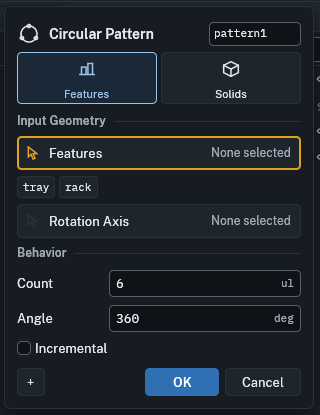 Circular Pattern
pattern1
Features
Solids
Input Geometry
Features
None selected
tray
rack
Rotation Axis
None selected
Behavior
Count
6
ul
Angle
360
deg
Incremental
+
OK
Cancel